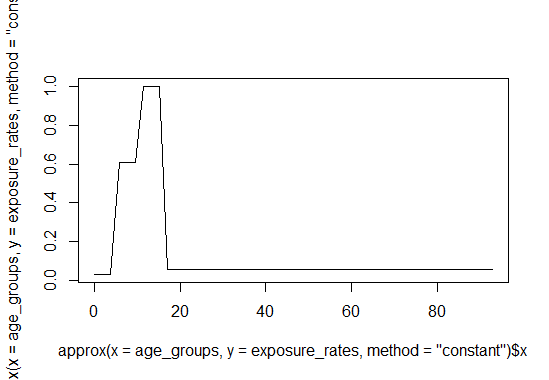 x(x = age_groups, y = exposure_rates, method = "cons
1.0
0.8
0.6
0.4
0.2
0.0
0 20 40 60 80
approx(x = age_groups, y = exposure_rates, method = "constant")$x